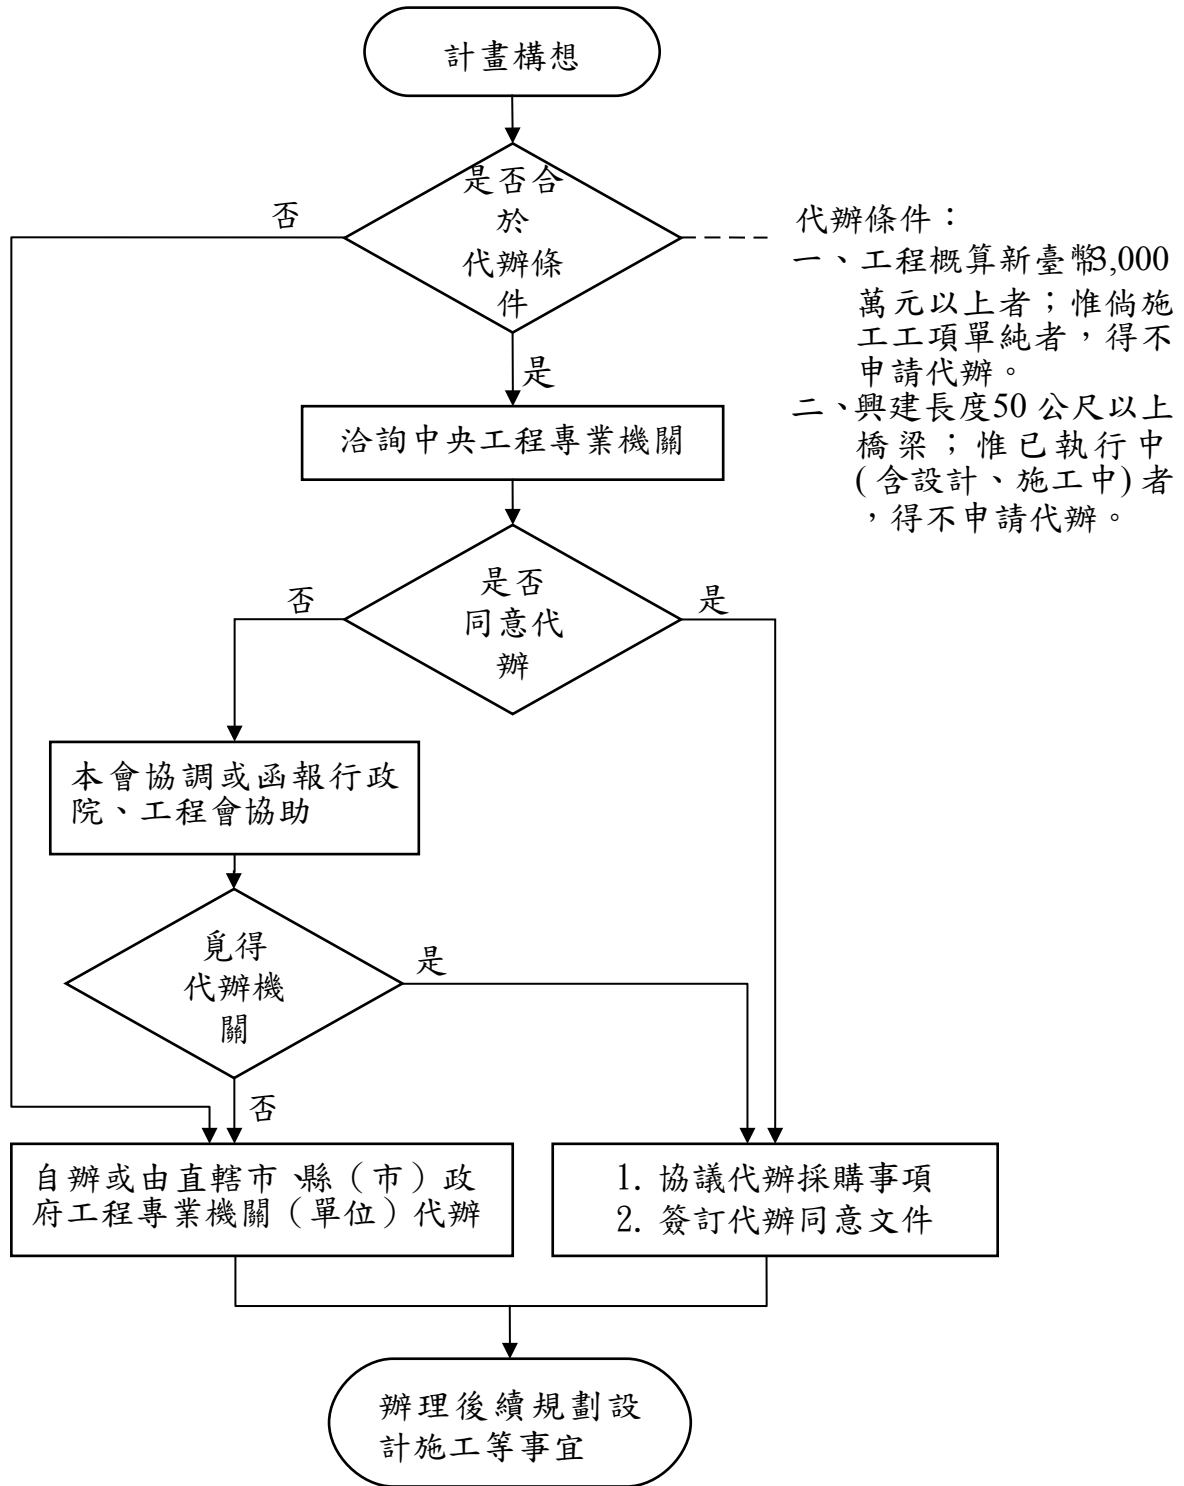 計畫構想
是否合
於
代辦條
件
否
是
代辦條件：
一、工程概算新臺幣3,000
萬元以上者；惟倘施
工工項單純者，得不
申請代辦。
二、興建長度50 公尺以上
橋梁；惟已執行中
(含設計、施工中)者
，得不申請代辦。
洽詢中央工程專業機關
是否
同意代
辦
否
是
本會協調或函報行政
院、工程會協助
覓得
代辦機
關
是
否
自辦或由直轄市、縣（市）政
府工程專業機關（單位）代辦
1. 協議代辦採購事項
2. 簽訂代辦同意文件
辦理後續規劃設
計施工等事宜